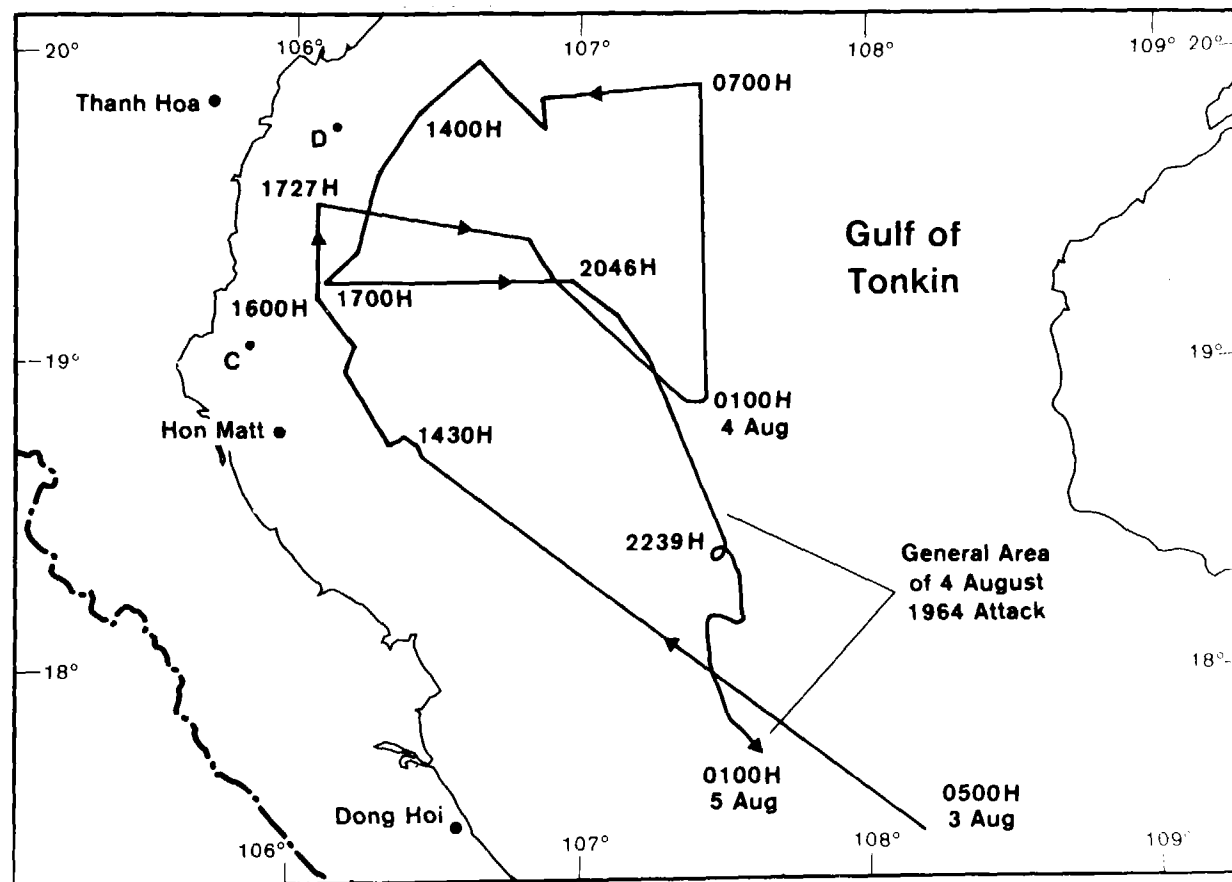 106° 107° 108° 109° 20°
20°
0700H
Thanh Hoa
D
1400H
1727H
Gulf of
Tonkin
2046H
1600H
1700H
19°
C
19°
0100H
4 Aug
Hon Matt
1430H
2239H
General Area
of 4 August
1964 Attack
18°
18°
0100H
5 Aug
0500H
3 Aug
Dong Hoi
106° 107° 108° 109°